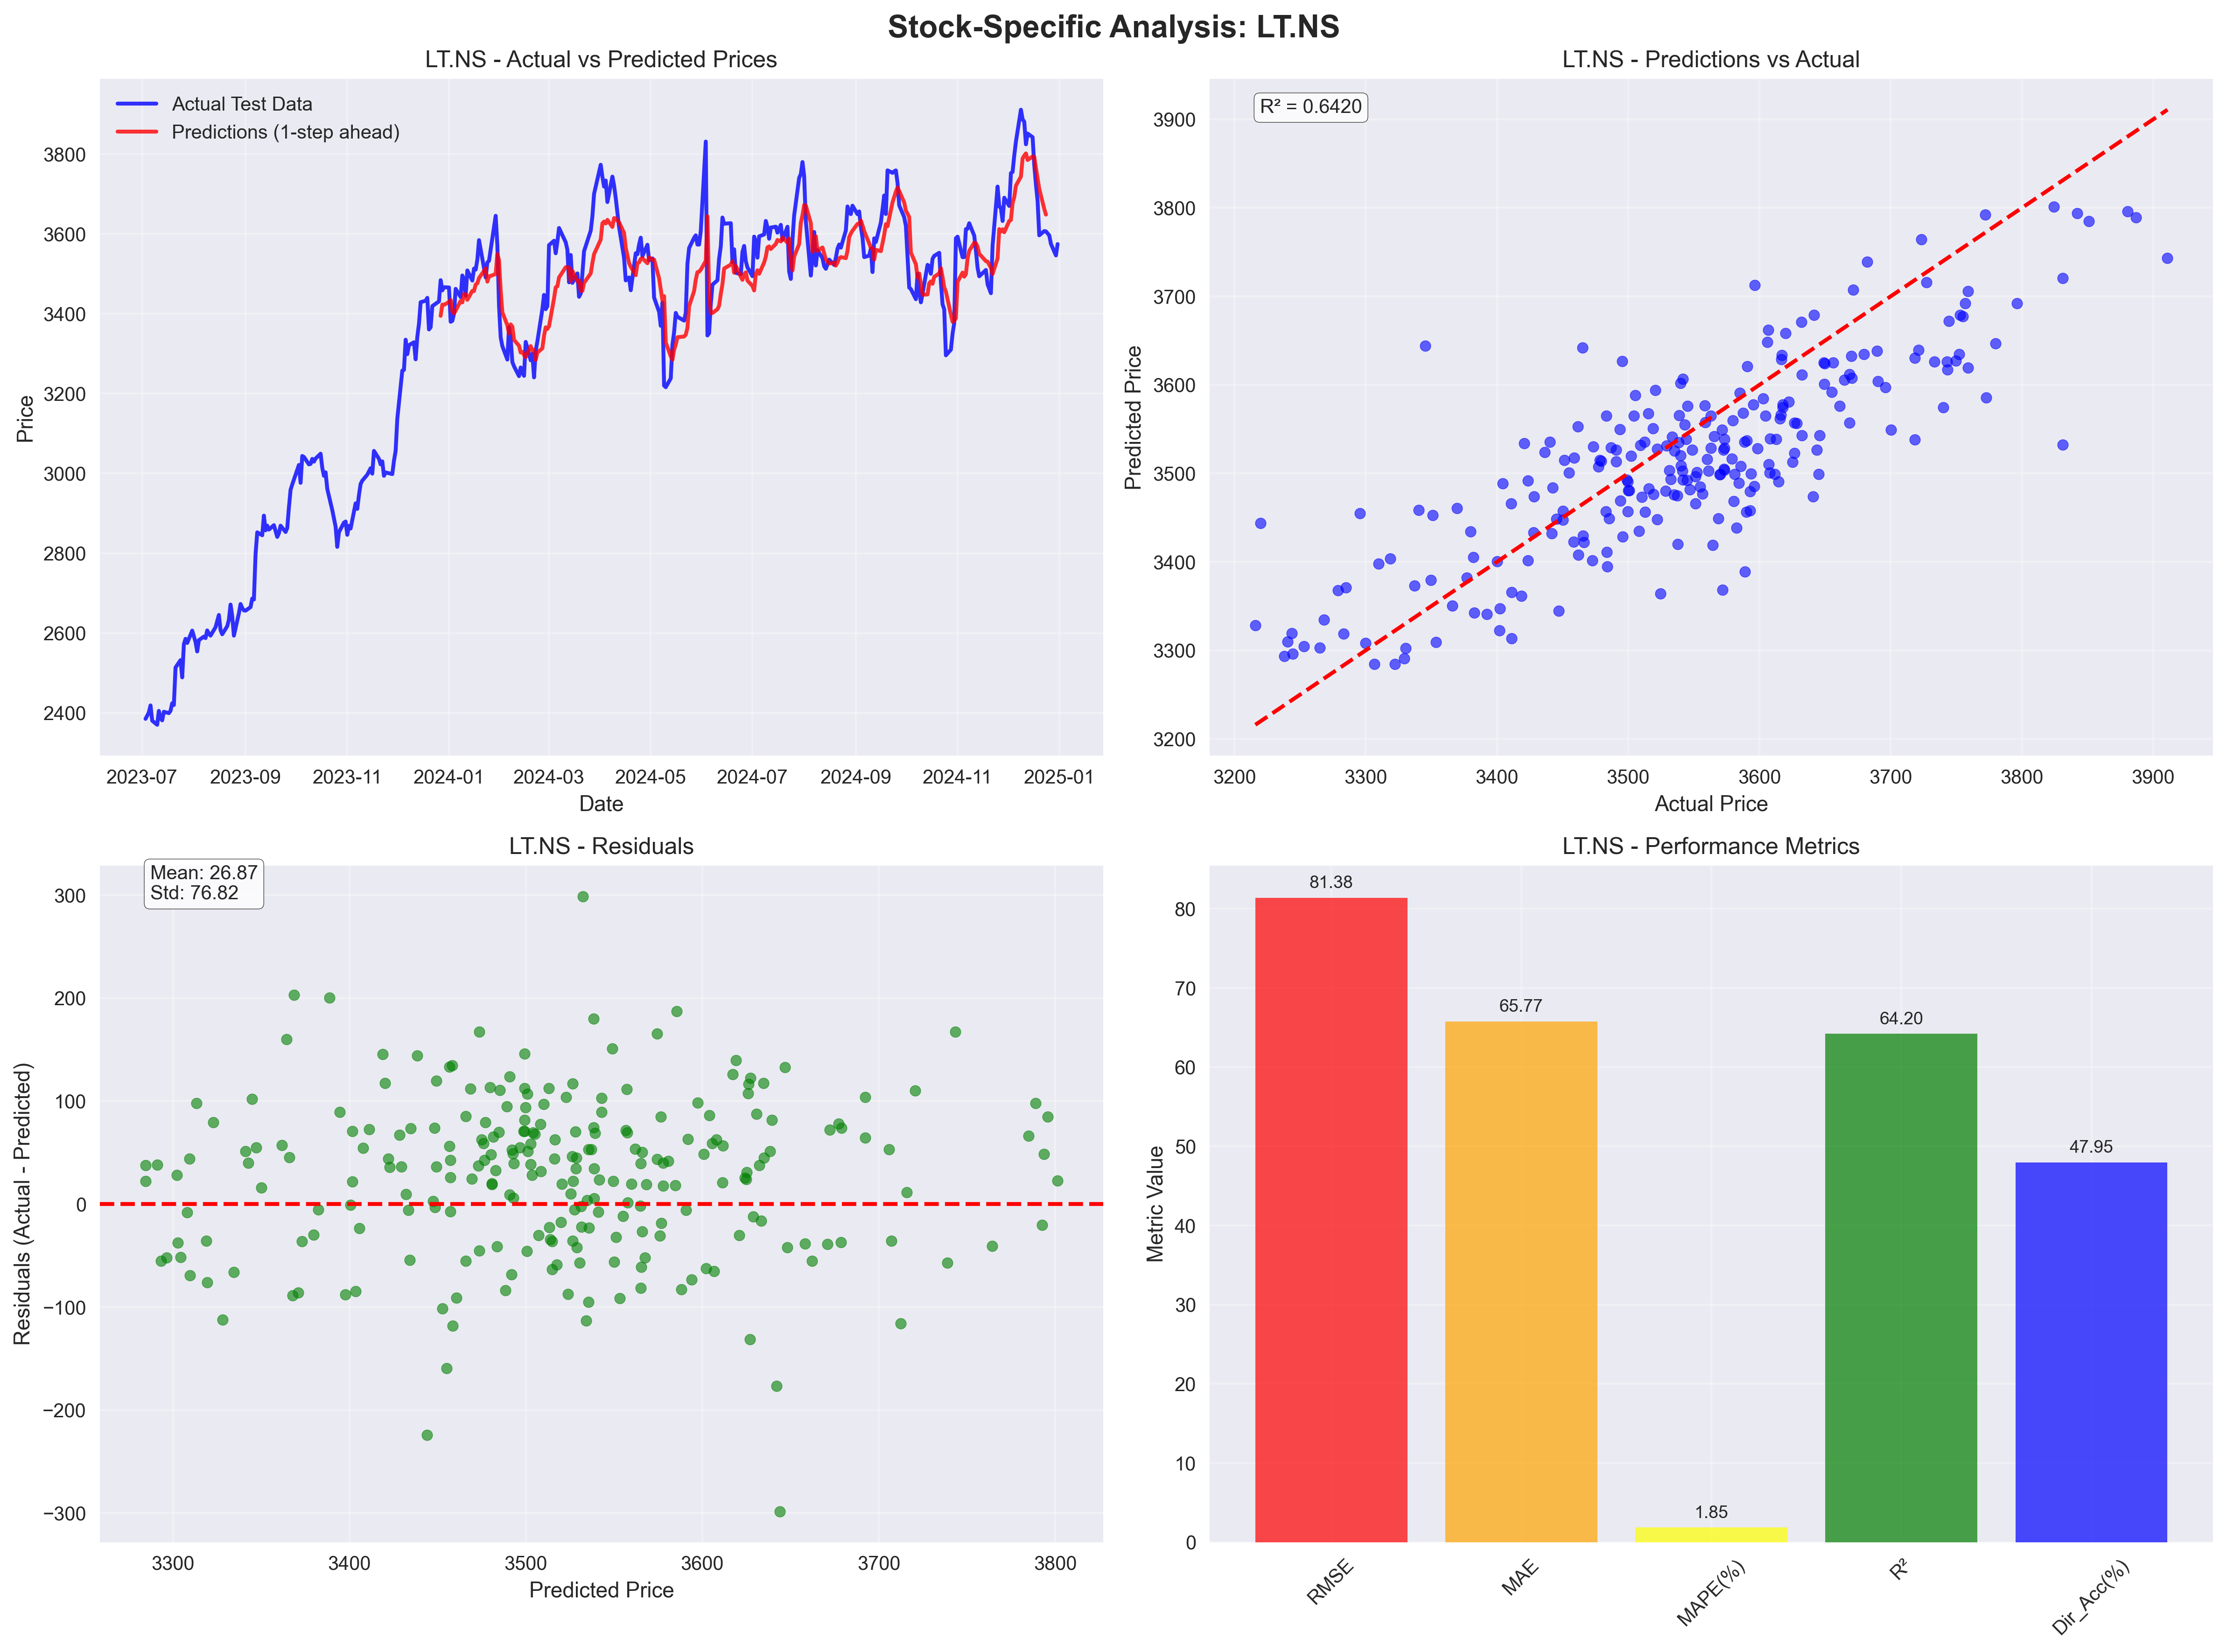 Stock-Specific Analysis: LT.NS
LT.NS - Actual vs Predicted Prices
Actual Test Data
Predictions (1-step ahead)
3800
3600
3400
3200
3000
2800
2600
2400
Price
2023-07 2023-09 2023-11 2024-01 2024-03 2024-05 2024-07 2024-09 2024-11 2025-01
Date
LT.NS - Predictions vs Actual
R² = 0.6420
3900
3800
3700
3600
3500
3400
3300
3200
Predicted Price
3200 3300 3400 3500 3600 3700 3800 3900
Actual Price
LT.NS - Residuals
Mean: 26.87
Std: 76.82
300
200
100
0
−100
−200
−300
Residuals (Actual - Predicted)
3300 3400 3500 3600 3700 3800
Predicted Price
LT.NS - Performance Metrics
81.38
65.77
1.85
64.20
47.95
80
70
60
50
40
30
20
10
0
Metric Value
RMSE MAE MAPE(%) R² Dir_Acc(%)